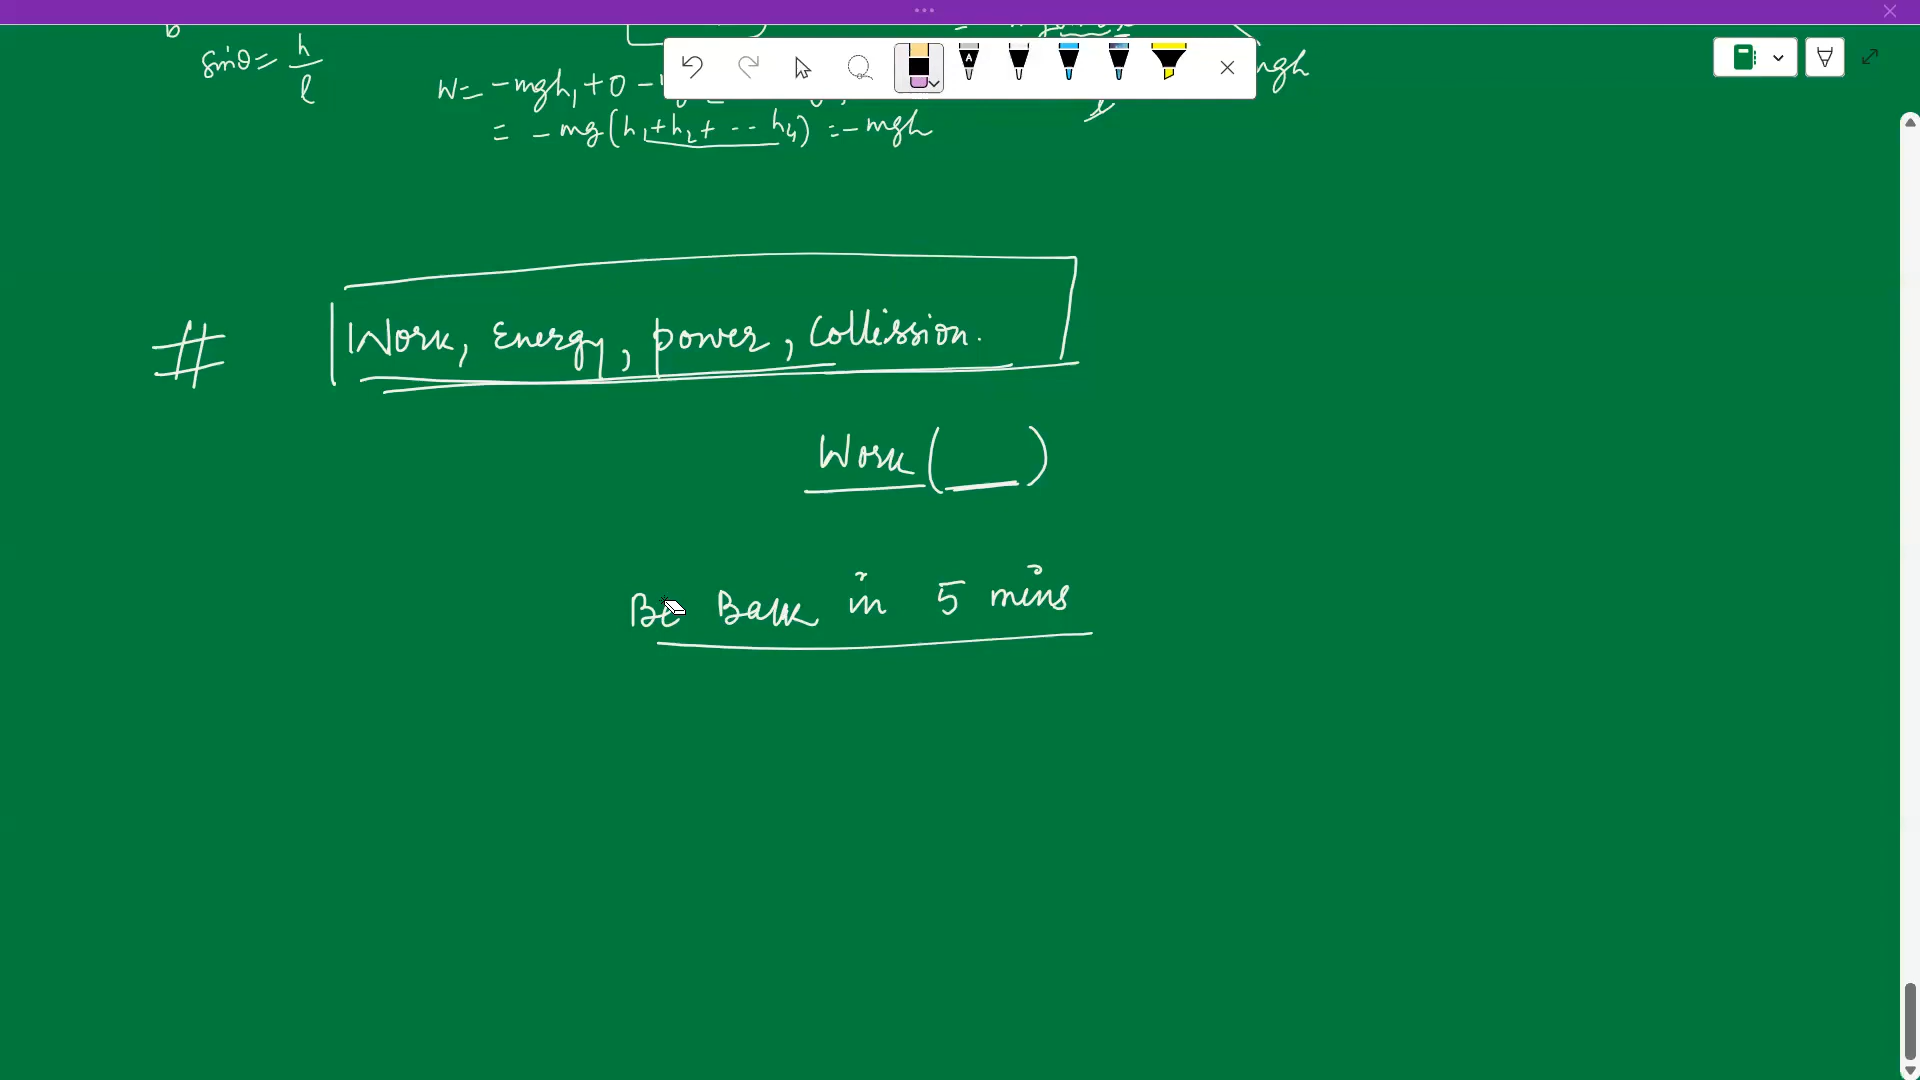 sinθ = h/l
W = -mgh₁ + 0 -
mgh
= -mg(h₁+h₂+ -- h₄) = -mgh
# Work, Energy, power, Collission.
Work ( __ )
Be Back in 5 mins